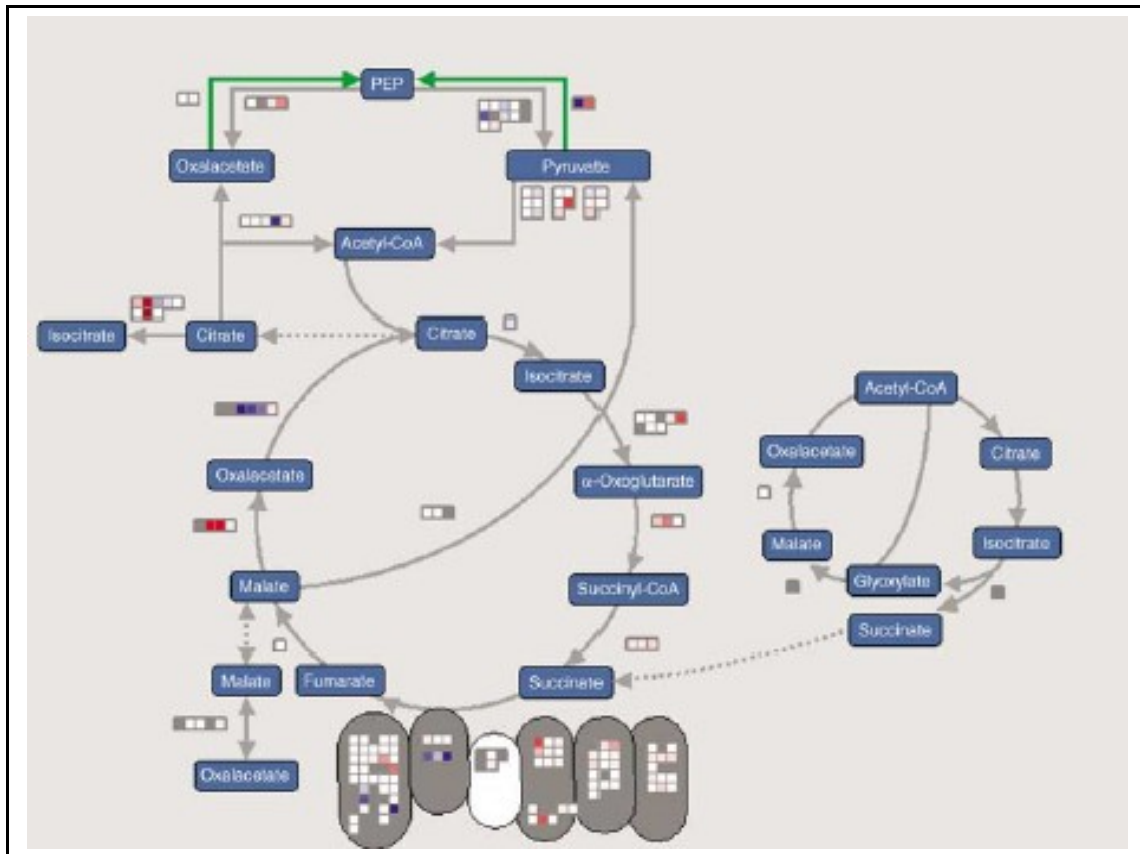 PEP
Oxalacetate
Pyruvate
Acetyl-CoA
Isocitrate
Citrate
Citrate
Isocitrate
Acetyl-CoA
Oxalacetate
Citrate
Oxalacetate
α-Oxoglutarate
Malate
Isocitrate
Malate
Succinyl-CoA
Glyoxylate
Succinate
Malate
Fumarate
Succinate
Oxalacetate